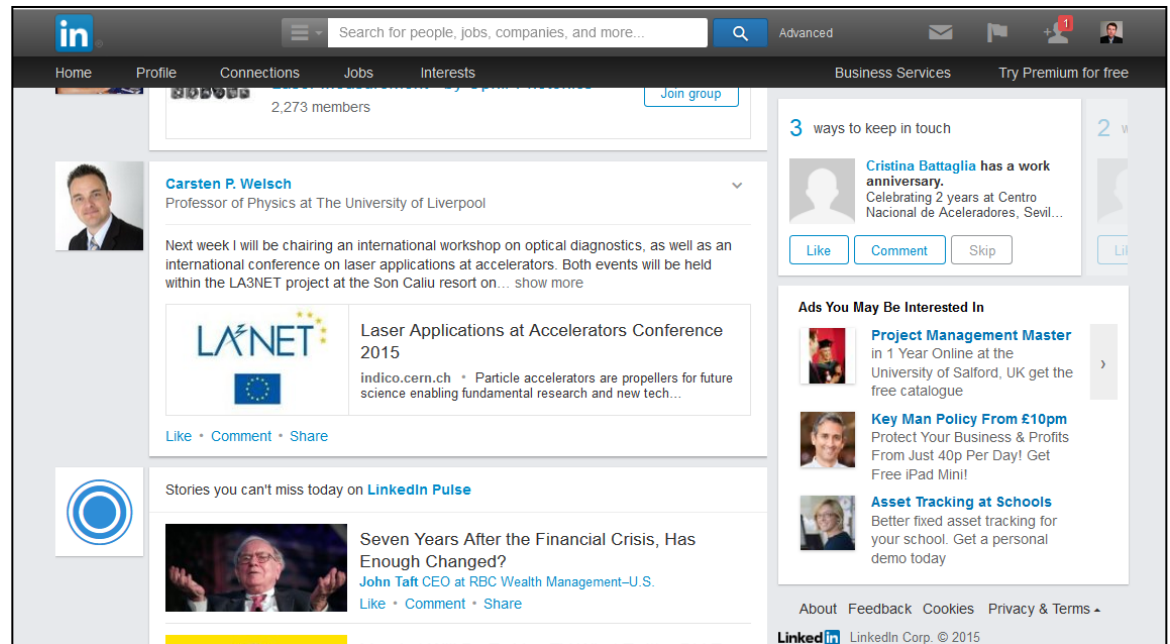 in
Search for people, jobs, companies, and more...
Advanced
1
Home Profile Connections Jobs Interests Business Services Try Premium for free
2,273 members
Join group
Carsten P. Welsch
Professor of Physics at The University of Liverpool
Next week I will be chairing an international workshop on optical diagnostics, as well as an
international conference on laser applications at accelerators. Both events will be held
within the LA3NET project at the Son Caliu resort on... show more
LA3NET
Laser Applications at Accelerators Conference
2015
indico.cern.ch • Particle accelerators are propellers for future
science enabling fundamental research and new tech...
Like • Comment • Share
Stories you can't miss today on LinkedIn Pulse
Seven Years After the Financial Crisis, Has
Enough Changed?
John Taft CEO at RBC Wealth Management–U.S.
Like • Comment • Share
3 ways to keep in touch
2
Cristina Battaglia has a work
anniversary.
Celebrating 2 years at Centro
Nacional de Aceleradores, Sevil...
Like Comment Skip
Ads You May Be Interested In
Project Management Master
in 1 Year Online at the
University of Salford, UK get the
free catalogue
Key Man Policy From £10pm
Protect Your Business & Profits
From Just 40p Per Day! Get
Free iPad Mini!
Asset Tracking at Schools
Better fixed asset tracking for
your school. Get a personal
demo today
About Feedback Cookies Privacy & Terms
Linked in LinkedIn Corp. © 2015